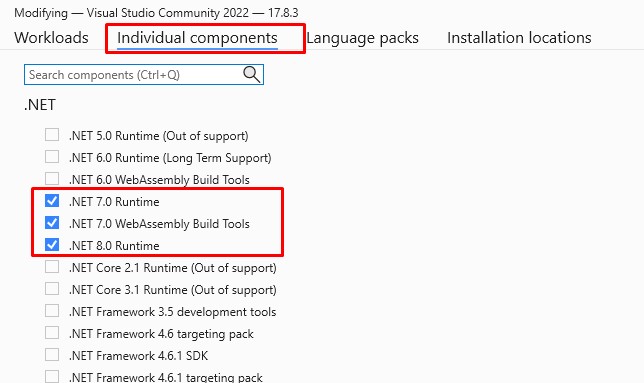 Modifying — Visual Studio Community 2022 — 17.8.3
Workloads Individual components Language packs Installation locations
Search components (Ctrl+Q)
.NET
.NET 5.0 Runtime (Out of support)
.NET 6.0 Runtime (Long Term Support)
.NET 6.0 WebAssembly Build Tools
.NET 7.0 Runtime
.NET 7.0 WebAssembly Build Tools
.NET 8.0 Runtime
.NET Core 2.1 Runtime (Out of support)
.NET Core 3.1 Runtime (Out of support)
.NET Framework 3.5 development tools
.NET Framework 4.6 targeting pack
.NET Framework 4.6.1 SDK
.NET Framework 4.6.1 targeting pack